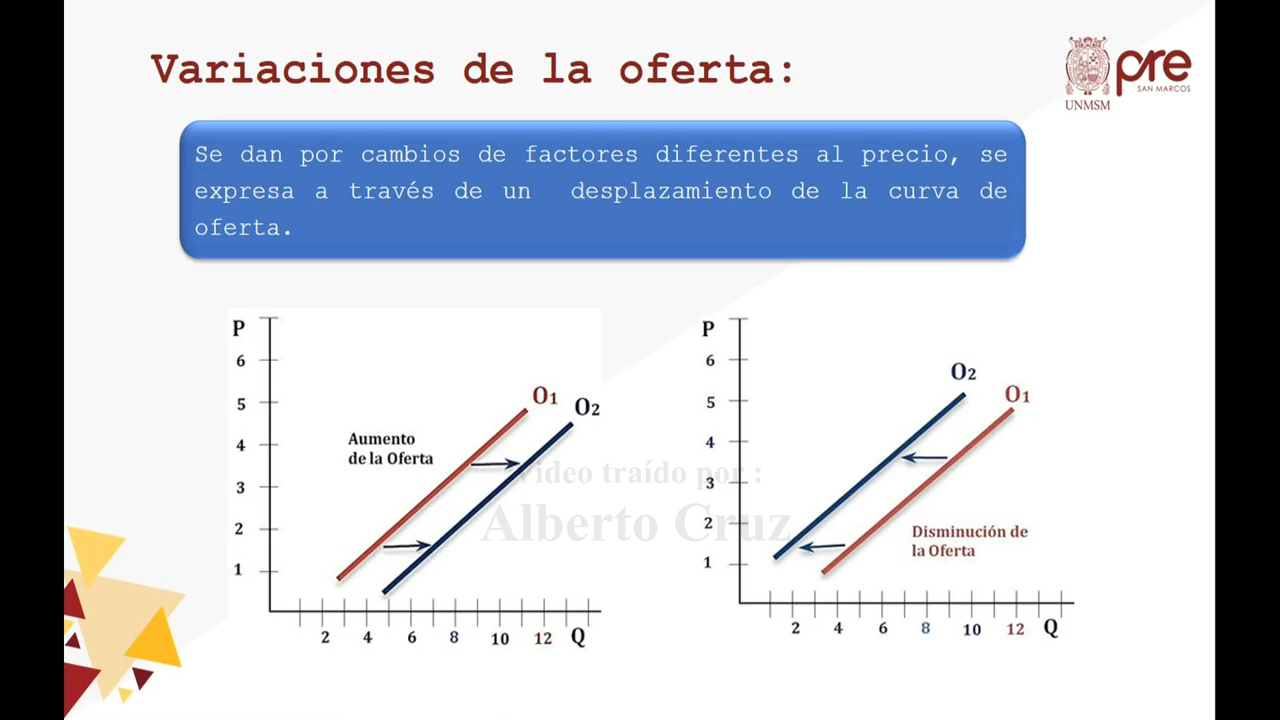 Variaciones de la oferta:
pre
SAN MARCOS
UNMSM
Se dan por cambios de factores diferentes al precio, se
expresa a través de un desplazamiento de la curva de
oferta.
P
6
5
4
3
2
1
O1
O2
Aumento
de la Oferta
2 4 6 8 10 12 Q
P
6
5
4
3
2
1
O2
O1
Disminución de
la Oferta
2 4 6 8 10 12 Q
Video traído por :
Alberto Cruz